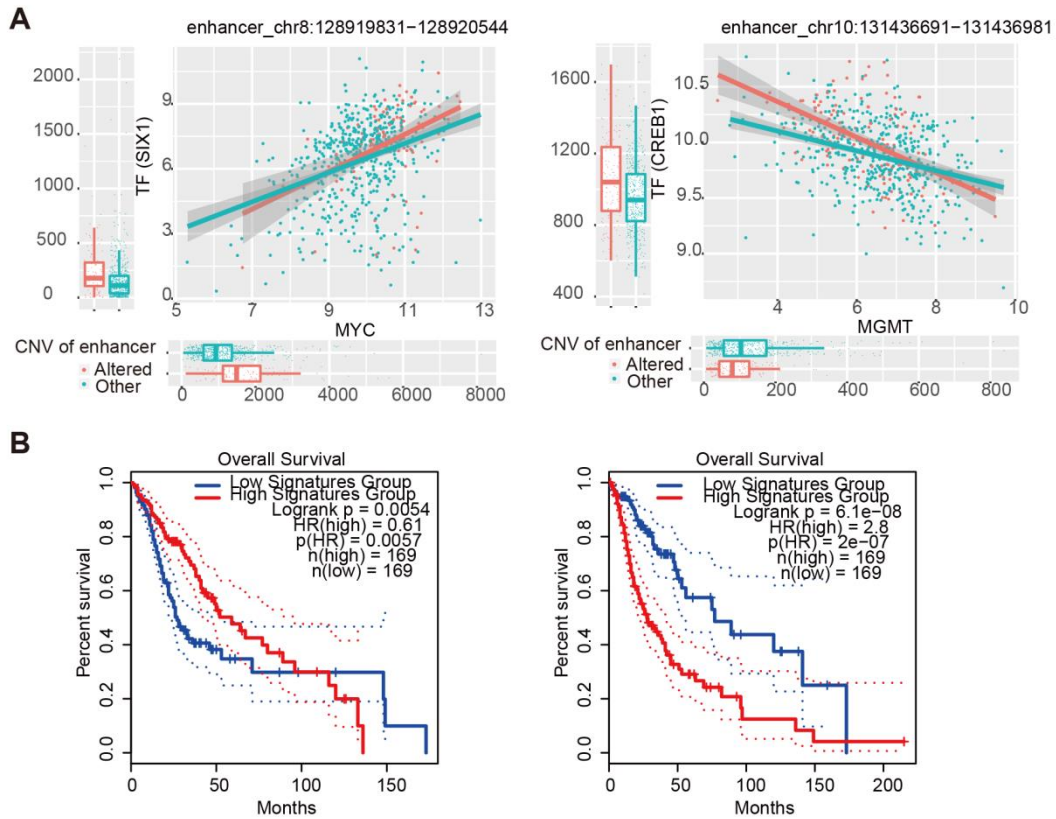 A
enhancer_chr8:128919831−128920544
2000
1500
1000
500
0
TF (SIX1)
9
6
3
0
5
7
9
11
13
MYC
CNV of enhancer
Altered
Other
0
2000
4000
6000
8000
enhancer_chr10:131436691−131436981
1600
1200
800
400
TF (CREB1)
10.5
10.0
9.5
9.0
4
6
8
10
MGMT
CNV of enhancer
Altered
Other
0
200
400
600
800
B
Overall Survival
Low Signatures Group
High Signatures Group
Logrank p = 0.0054
HR(high) = 0.61
p(HR) = 0.0057
n(high) = 169
n(low) = 169
Percent survival
1.0
0.8
0.6
0.4
0.2
0.0
0
50
100
150
Months
Overall Survival
Low Signatures Group
High Signatures Group
Logrank p = 6.1e−08
HR(high) = 2.8
p(HR) = 2e−07
n(high) = 169
n(low) = 169
Percent survival
1.0
0.8
0.6
0.4
0.2
0.0
0
50
100
150
200
Months